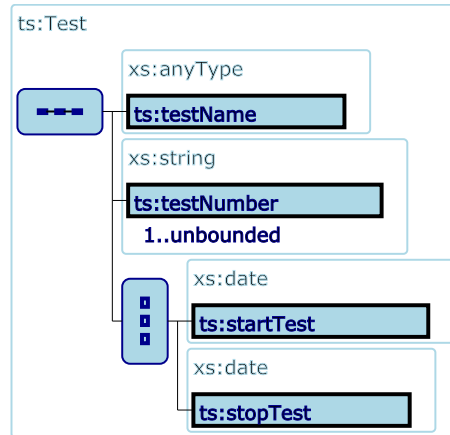 ts:Test
xs:anyType
ts:testName
xs:string
ts:testNumber
1..unbounded
xs:date
ts:startTest
xs:date
ts:stopTest